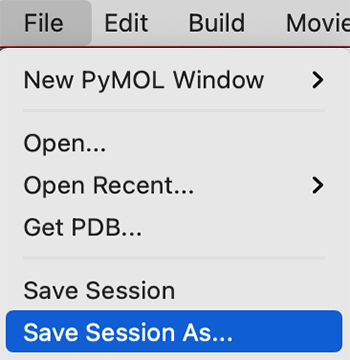 File Edit Build Movie
New PyMOL Window
Open...
Open Recent...
Get PDB...
Save Session
Save Session As...